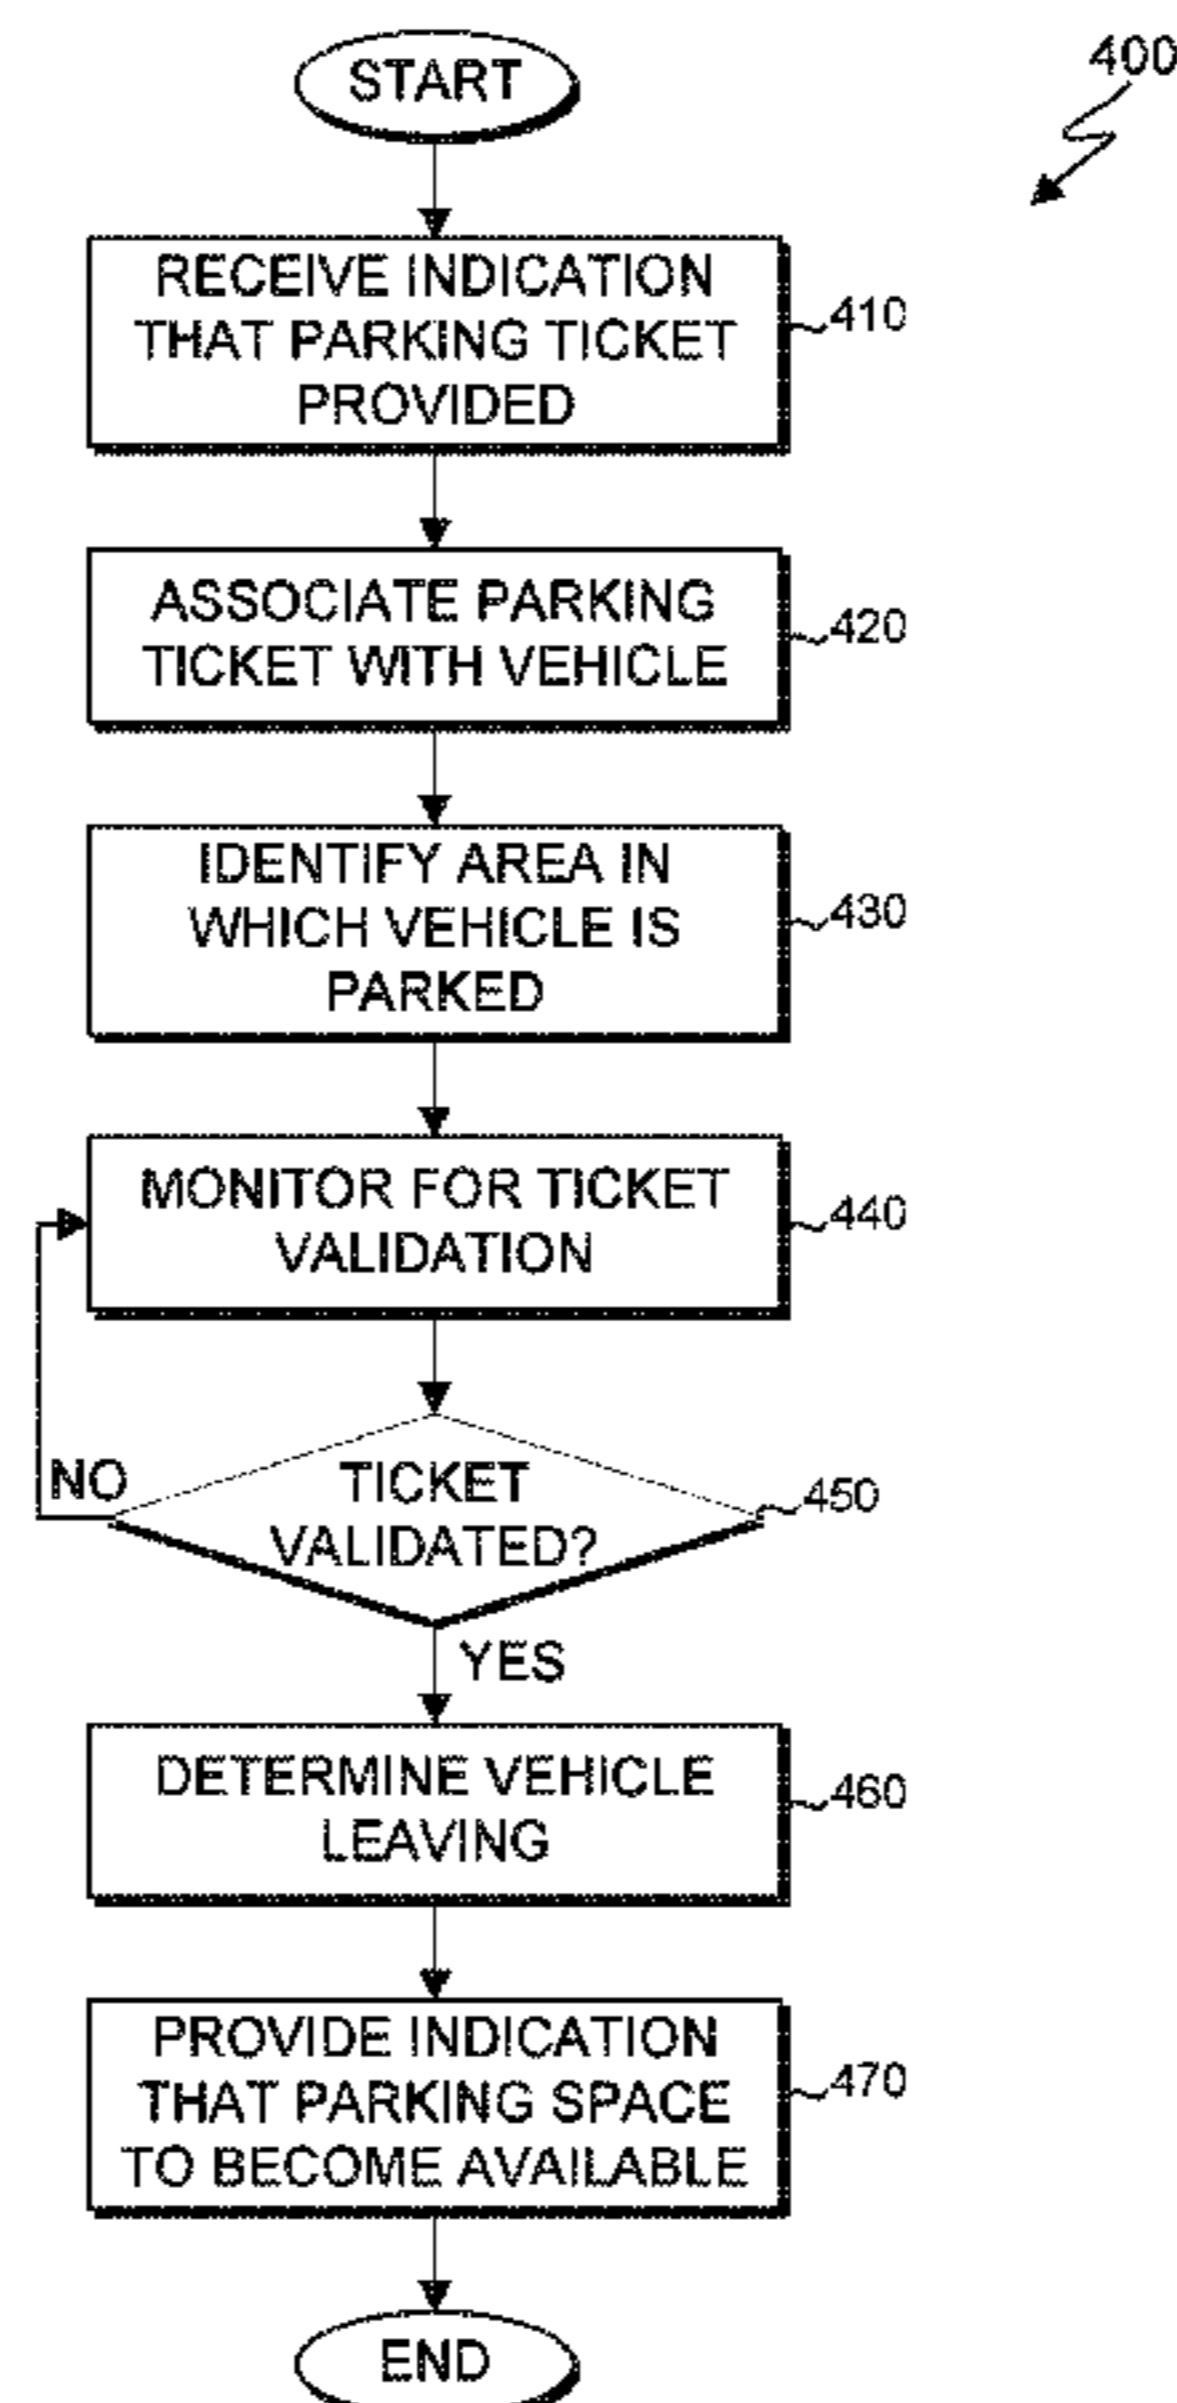 START
400
RECEIVE INDICATION
THAT PARKING TICKET
PROVIDED
410
ASSOCIATE PARKING
TICKET WITH VEHICLE
420
IDENTIFY AREA IN
WHICH VEHICLE IS
PARKED
430
MONITOR FOR TICKET
VALIDATION
440
TICKET
VALIDATED?
450
NO
YES
DETERMINE VEHICLE
LEAVING
460
PROVIDE INDICATION
THAT PARKING SPACE
TO BECOME AVAILABLE
470
END